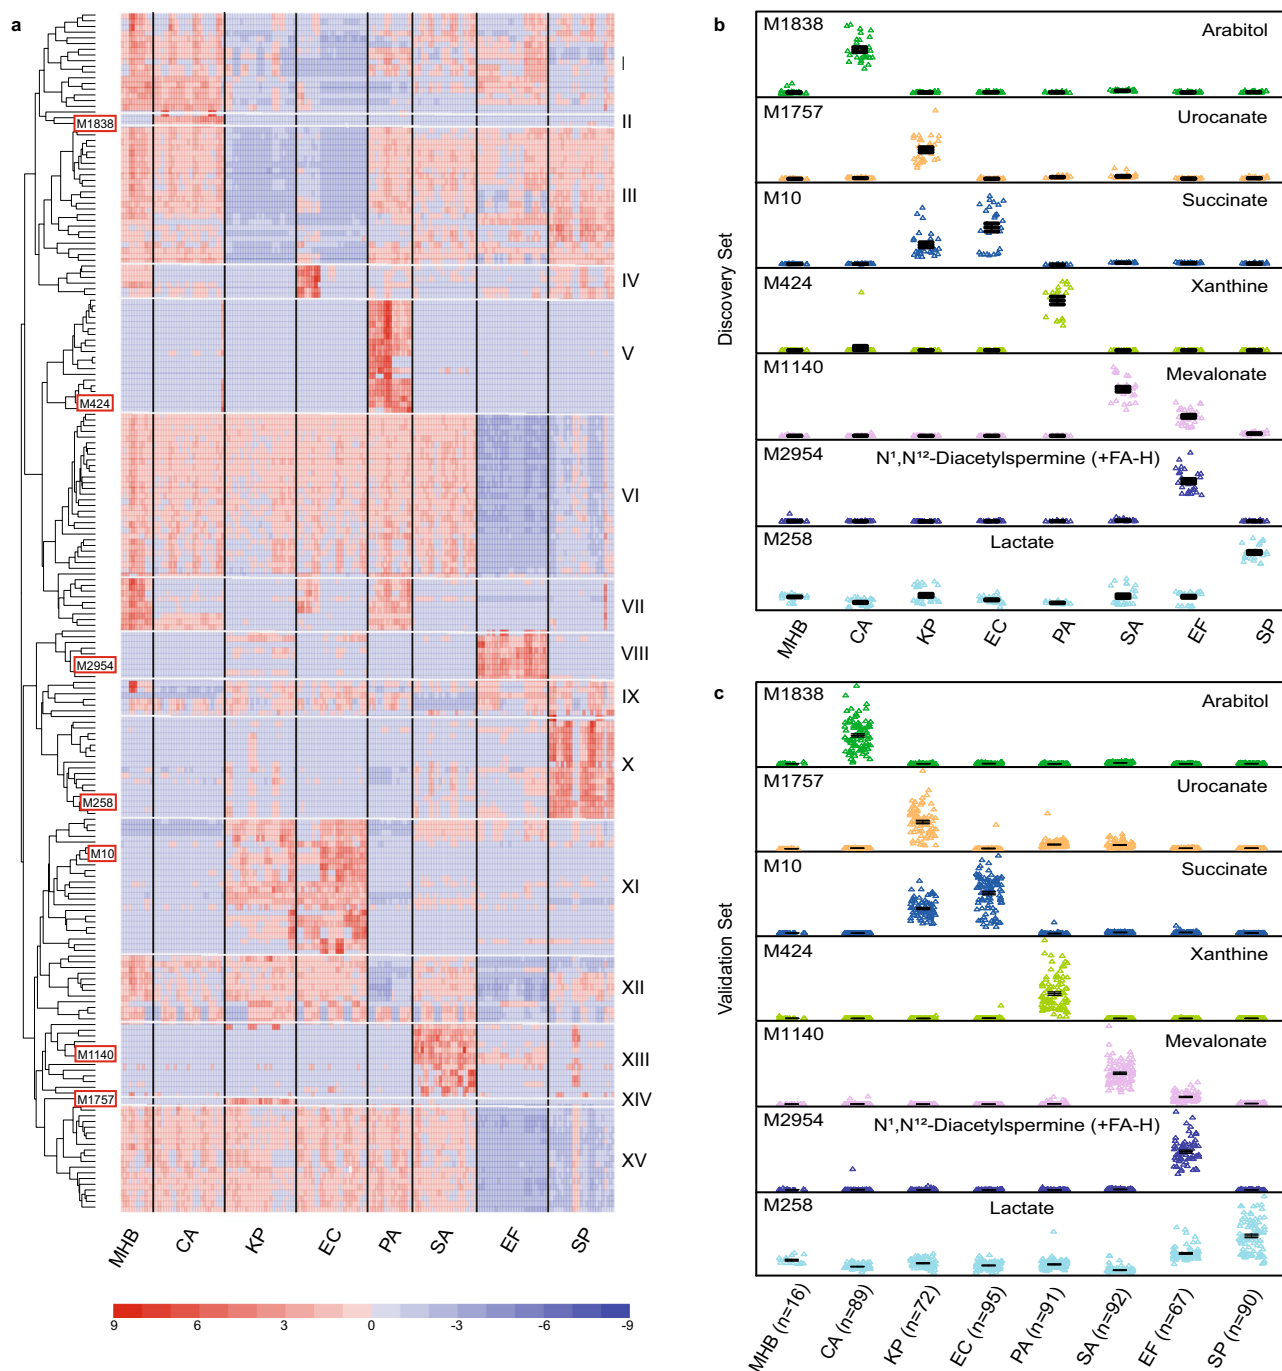 a
I
M1838
II
III
IV
V
M424
VI
VII
VIII
M2954
IX
X
M258
M10
XI
XII
M1140
XIII
M1757
XIV
XV
MHB CA KP EC PA SA EF SP
9 6 3 0 -3 -6 -9
b
Discovery Set
M1838 Arabitol
M1757 Urocanate
M10 Succinate
M424 Xanthine
M1140 Mevalonate
M2954 N¹,N¹²-Diacetylspermine (+FA-H)
M258 Lactate
MHB CA KP EC PA SA EF SP
c
Validation Set
M1838 Arabitol
M1757 Urocanate
M10 Succinate
M424 Xanthine
M1140 Mevalonate
M2954 N¹,N¹²-Diacetylspermine (+FA-H)
M258 Lactate
MHB (n=16) CA (n=89) KP (n=72) EC (n=95) PA (n=91) SA (n=92) EF (n=67) SP (n=90)